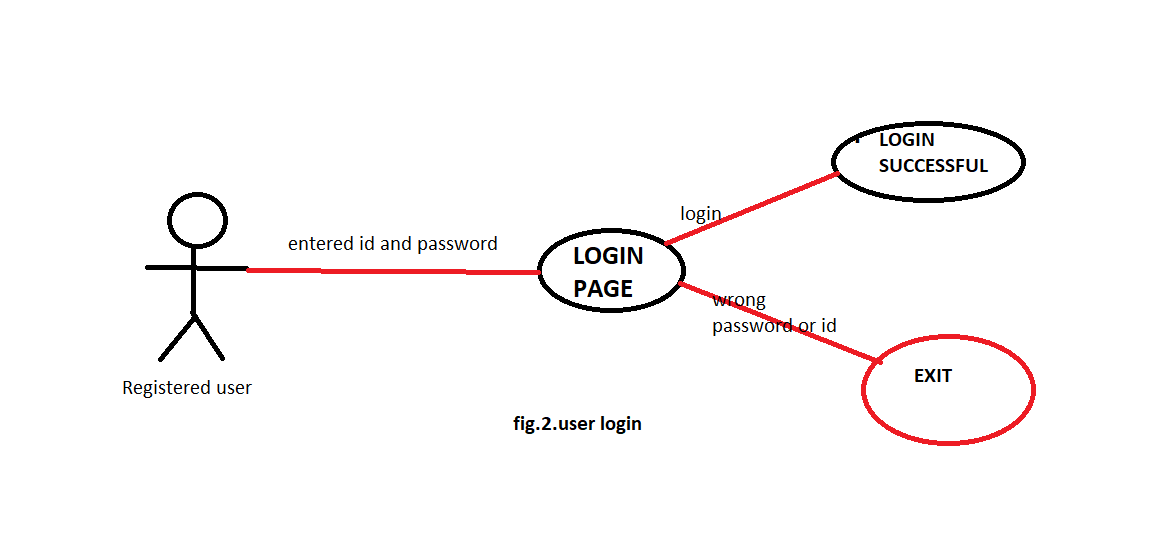 LOGIN
SUCCESSFUL
login
entered id and password
LOGIN
PAGE
wrong
password or id
EXIT
Registered user
fig.2.user login